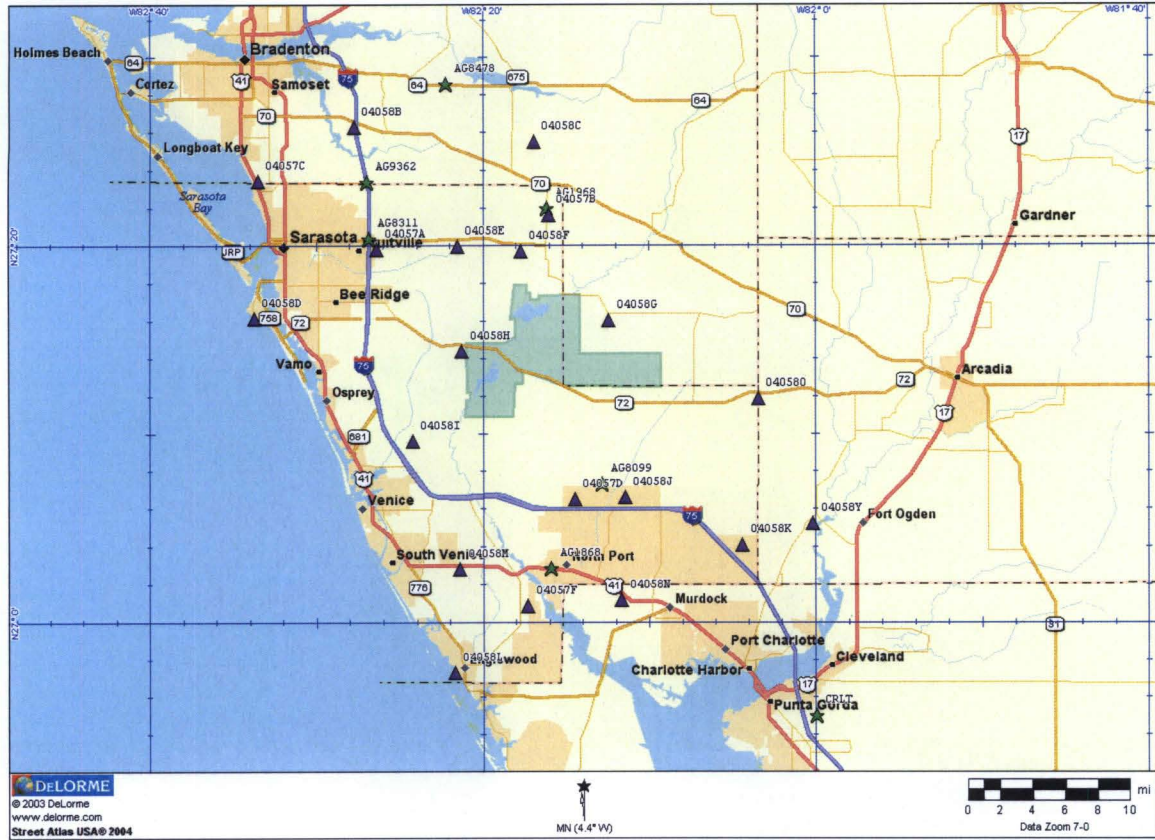 W82°40'
W82°20'
W82°0'
W81°40'
Holmes Beach
64
Bradenton
41
Cortez
Samoset
75
AG8478
675
64
64
17
04058B
04058C
70
Longboat Key
04057C
AG9362
70
AG1968
04057B
Sarasota
Bay
Gardner
AG8311
Sarasota
04057A
04058E
04058F
N27°20'
JRP
Bee Ridge
04058D
758
72
04058G
70
04058H
Vamo
75
Arcadia
72
Osprey
04058O
72
17
04058I
681
41
AG8099
04057D
04058J
Venice
75
04058Y
Fort Ogden
04058K
South Venice
04058M
AG1868
North Port
776
41
04058N
04057F
Murdock
N27°0'
31
Port Charlotte
04058L
Englewood
Charlotte Harbor
Cleveland
17
CRLT
Punta Gorda
DELORME
© 2003 DeLorme
www.delorme.com
Street Atlas USA® 2004
MN (4.4° W)
mi
0 2 4 6 8 10
Data Zoom 7-0